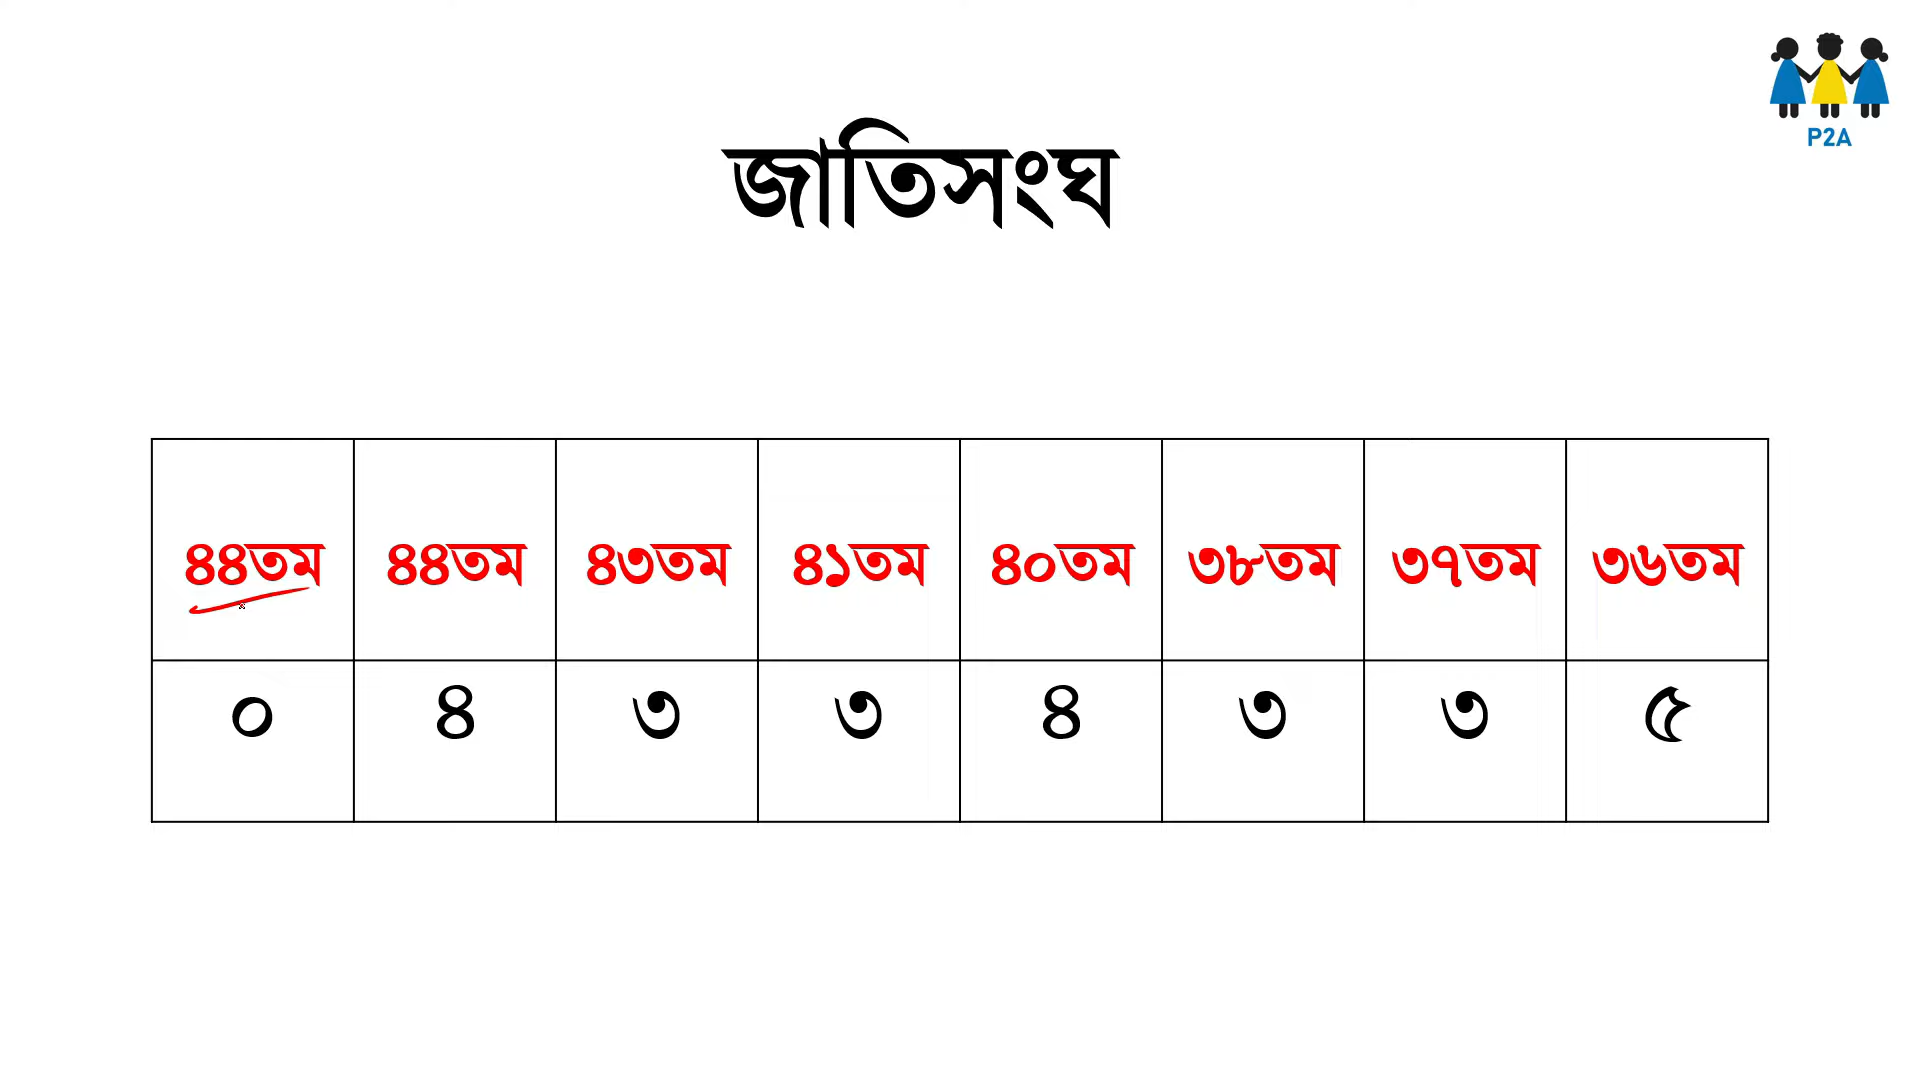 P2A
জাতিসংঘ
৪৪তম ৪৪তম ৪৩তম ৪১তম ৪০তম ৩৮তম ৩৭তম ৩৬তম
০ ৪ ৩ ৩ ৪ ৩ ৩ ৫